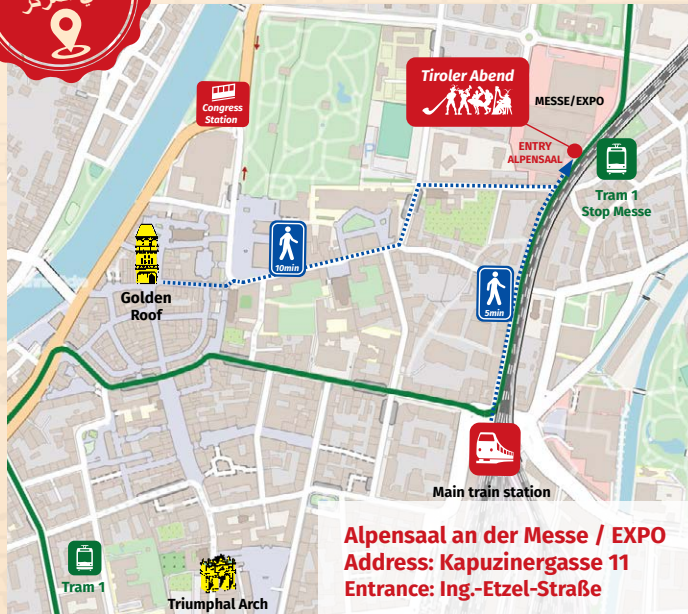 Congress
Station
Tiroler Abend
MESSE/EXPO
ENTRY
ALPENSAAL
P
Tram 1
Stop Messe
10min
Golden
Roof
5min
Main train station
Alpensaal an der Messe / EXPO
Address: Kapuzinergasse 11
Entrance: Ing.-Etzel-Straße
Tram 1
Triumphal Arch